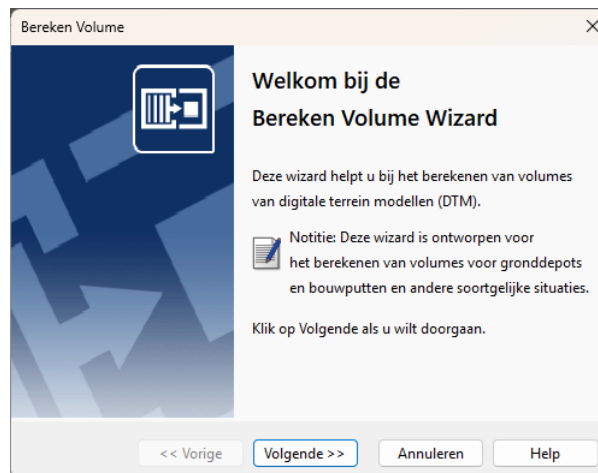 Bereken Volume
Welkom bij de
Bereken Volume Wizard
Deze wizard helpt u bij het berekenen van volumes
van digitale terrein modellen (DTM).
Notitie: Deze wizard is ontworpen voor
het berekenen van volumes voor gronddepots
en bouwputten en andere soortgelijke situaties.
Klik op Volgende als u wilt doorgaan.
<< Vorige
Volgende >>
Annuleren
Help